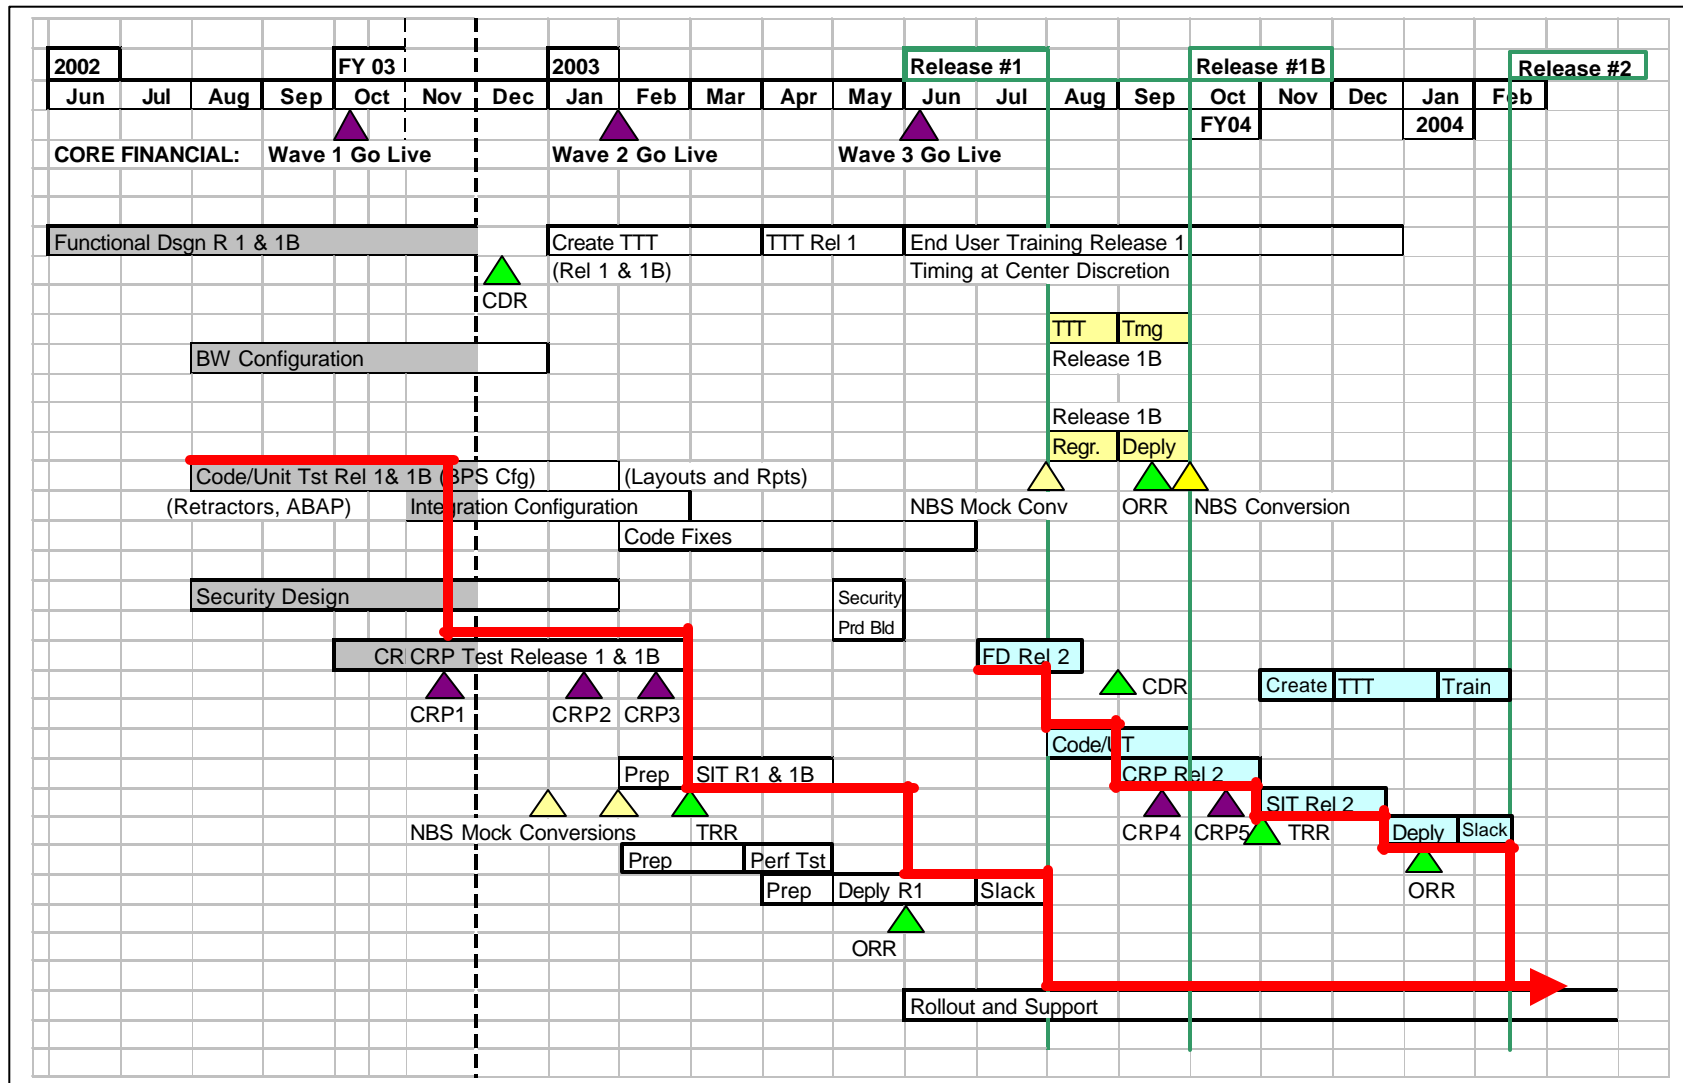 2002 FY 03 2003 Release #1 Release #1B Release #2
Jun Jul Aug Sep Oct Nov Dec Jan Feb Mar Apr May Jun Jul Aug Sep Oct Nov Dec Jan Feb
FY04 2004
CORE FINANCIAL: Wave 1 Go Live Wave 2 Go Live Wave 3 Go Live
Functional Dsgn R 1 & 1B Create TTT TTT Rel 1 End User Training Release 1
(Rel 1 & 1B) Timing at Center Discretion
CDR
TTT Trng
BW Configuration Release 1B
Release 1B
Regr. Deply
Code/Unit Tst Rel 1& 1B (BPS Cfg) (Layouts and Rpts)
(Retractors, ABAP) Integration Configuration NBS Mock Conv ORR NBS Conversion
Code Fixes
Security Design Security
Prd Bld
CR CRP Test Release 1 & 1B FD Rel 2
CDR Create TTT Train
CRP1 CRP2 CRP3
Code/UT
Prep SIT R1 & 1B CRP Rel 2
SIT Rel 2
NBS Mock Conversions TRR CRP4 CRP5 TRR Deply Slack
Prep Perf Tst
Prep Deply R1 Slack ORR
ORR
Rollout and Support